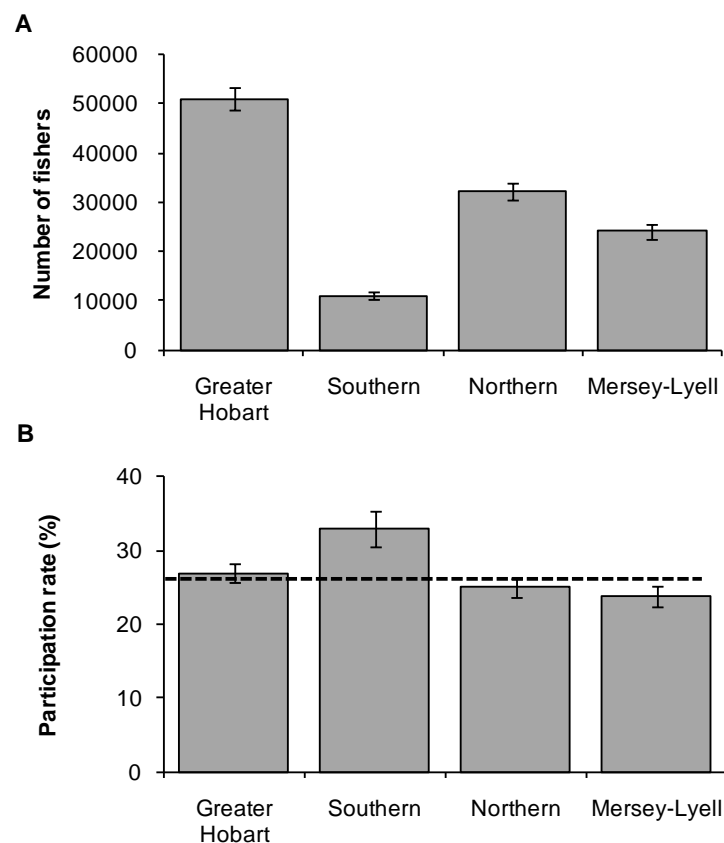 A
Number of fishers
60000
50000
40000
30000
20000
10000
0
Greater
Hobart
Southern
Northern
Mersey-Lyell
B
Participation rate (%)
40
30
20
10
0
Greater
Hobart
Southern
Northern
Mersey-Lyell